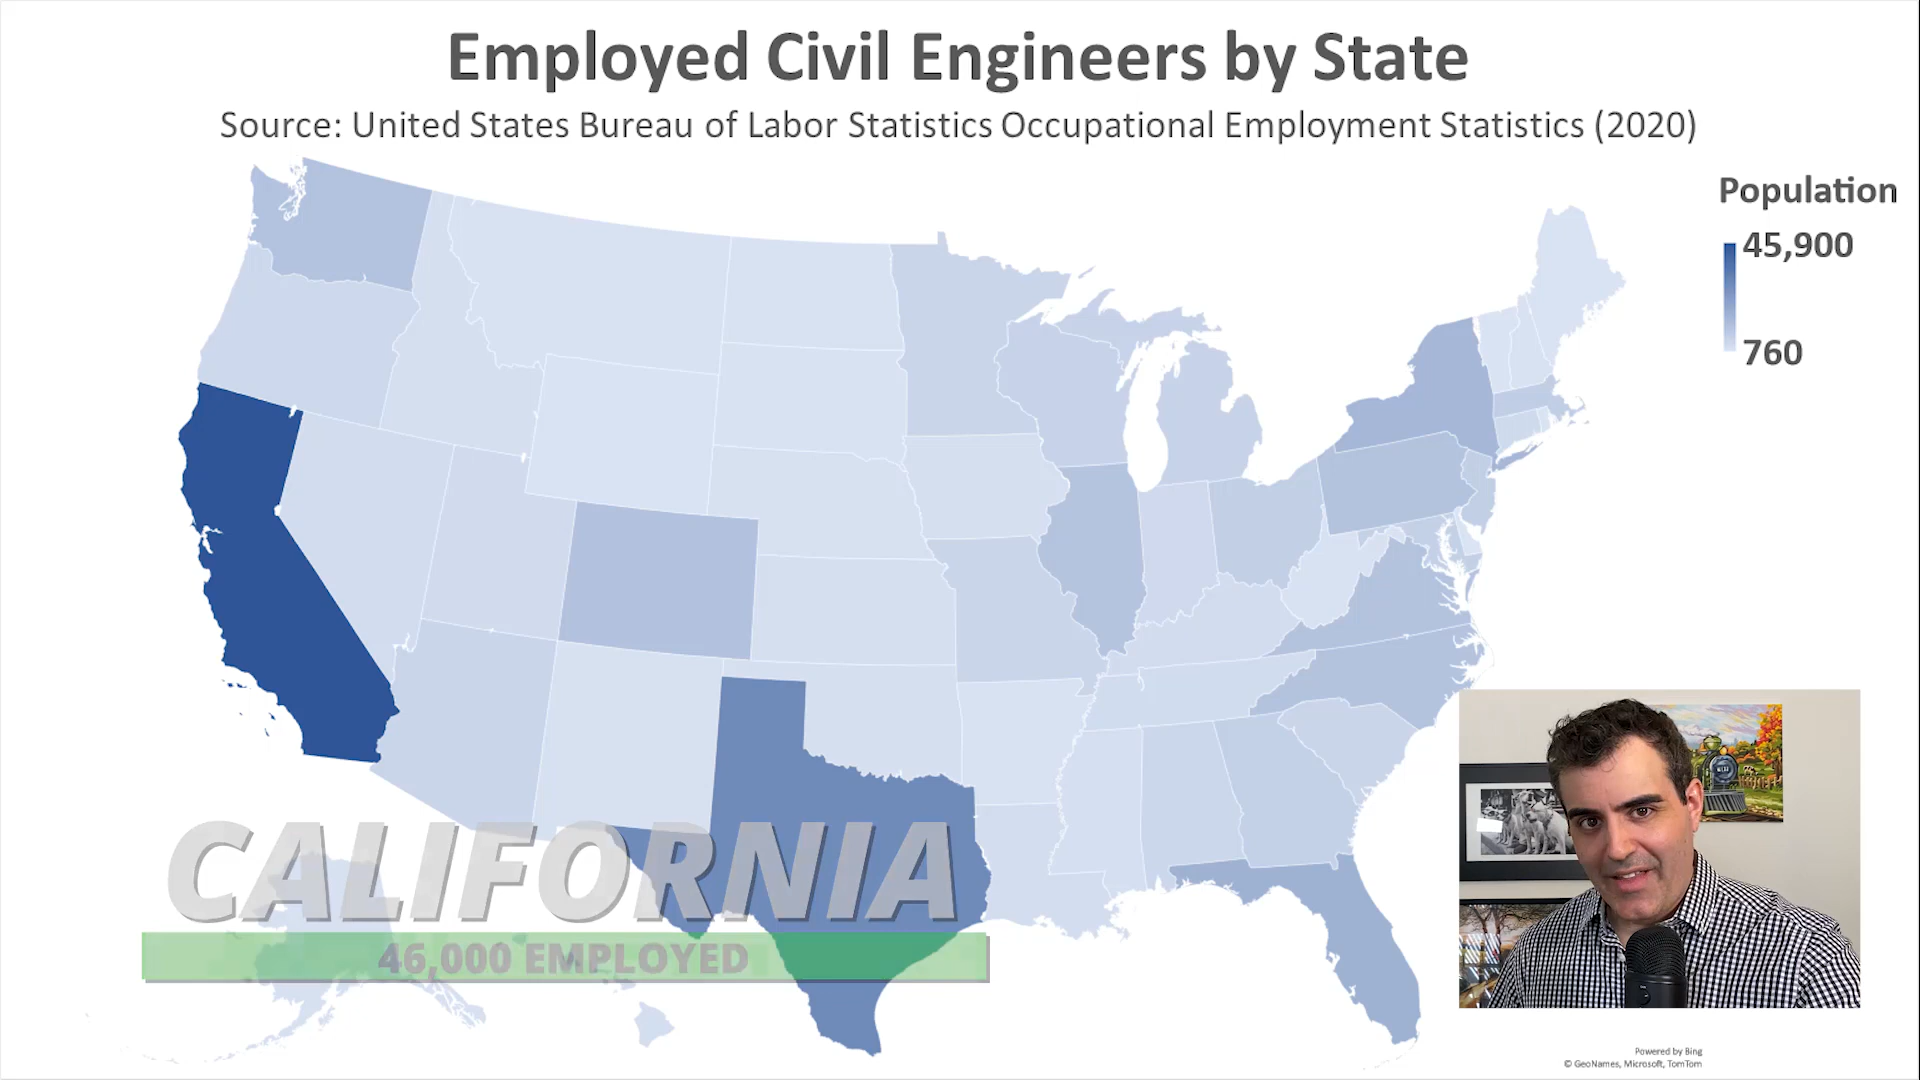 Employed Civil Engineers by State
Source: United States Bureau of Labor Statistics Occupational Employment Statistics (2020)
Population
45,900
760
CALIFORNIA
46,000 EMPLOYED
Powered by Bing
© GeoNames, Microsoft, TomTom